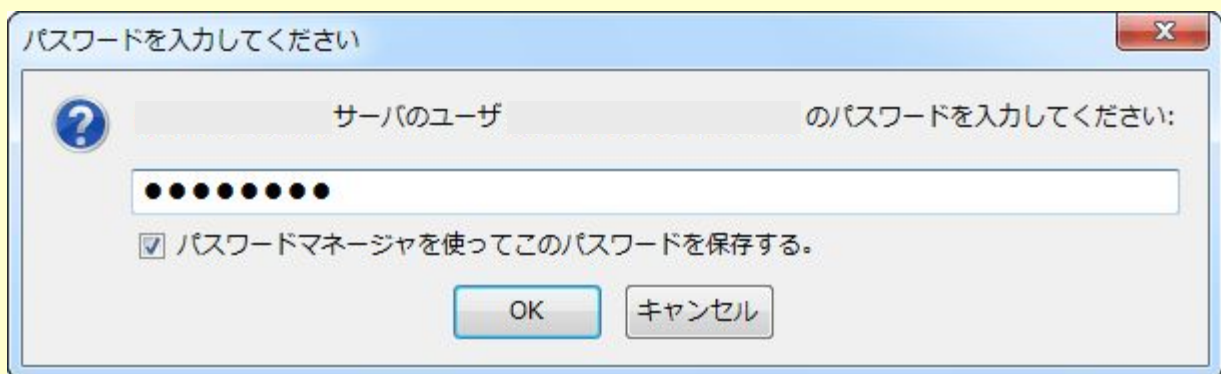 パスワードを入力してください
サーバのユーザ のパスワードを入力してください:
●●●●●●●●
パスワードマネージャを使ってこのパスワードを保存する。
OK キャンセル